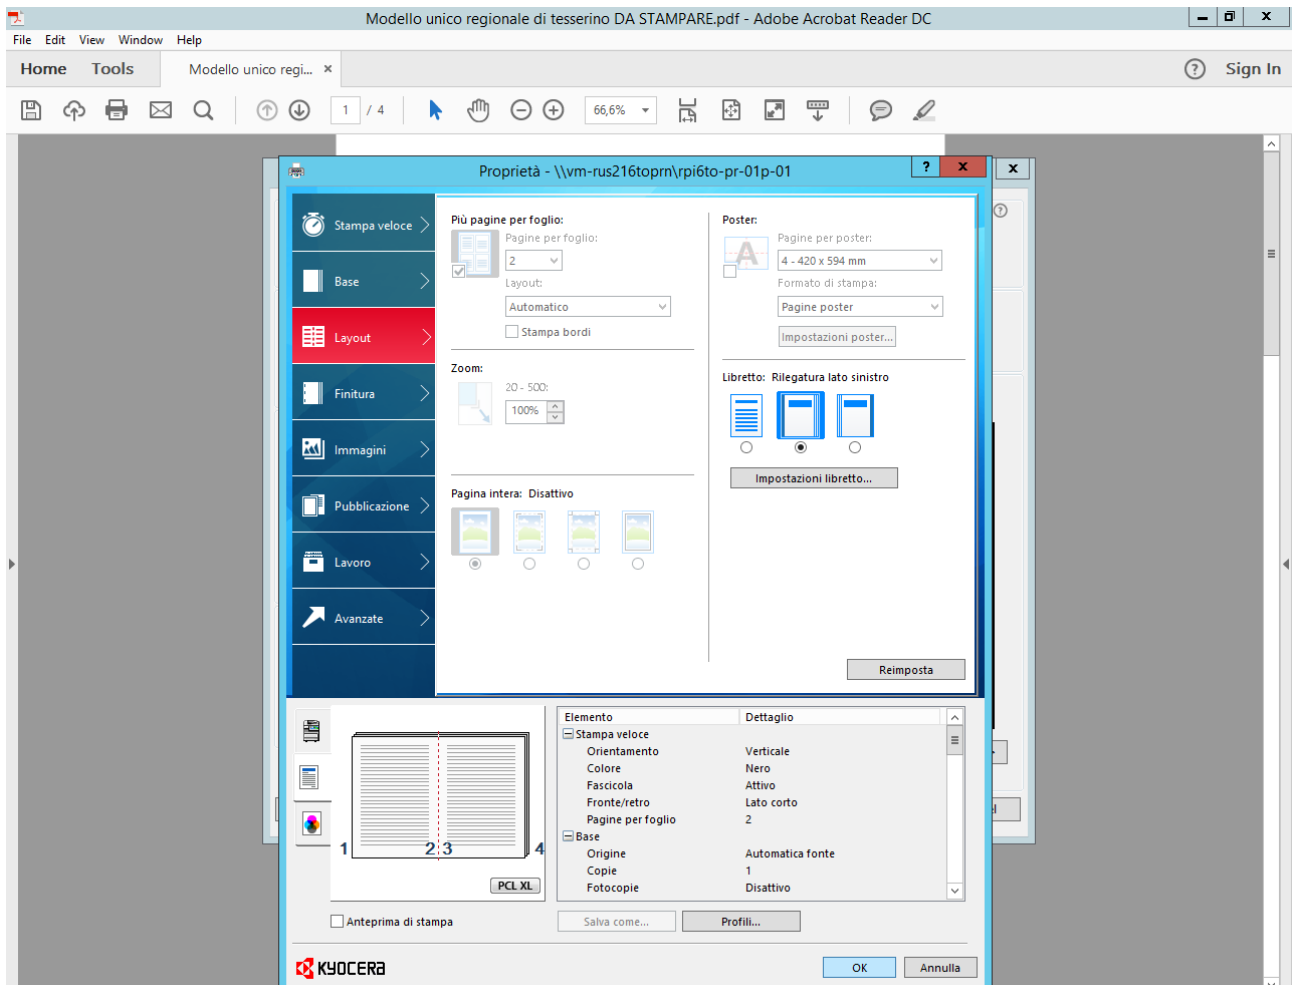 Modello unico regionale di tesserino DA STAMPARE.pdf - Adobe Acrobat Reader DC
File Edit View Window Help
Home Tools Modello unico regi... × Sign In
1 / 4 66,6%
Proprietà - \\vm-rus216toprn\rpi6to-pr-01p-01 ? x x
Stampa veloce
Base
Layout
Finitura
Immagini
Pubblicazione
Lavoro
Avanzate
Più pagine per foglio:
Pagine per foglio:
2
Layout:
Automatico
Stampa bordi
Zoom:
20 - 500:
100%
Pagina intera: Disattivo
Poster:
Pagine per poster:
A
4 - 420 x 594 mm
Formato di stampa:
Pagine poster
Impostazioni poster...
Libretto: Rilegatura lato sinistro
Impostazioni libretto...
Reimposta
1 2 3 4
PCL XL
Anteprima di stampa
Elemento Dettaglio
Stampa veloce
Orientamento Verticale
Colore Nero
Fascicola Attivo
Fronte/retro Lato corto
Pagine per foglio 2
Base
Origine Automatica fonte
Copie 1
Fotocopie Disattivo
Salva come... Profili...
KYOCERA
OK Annulla